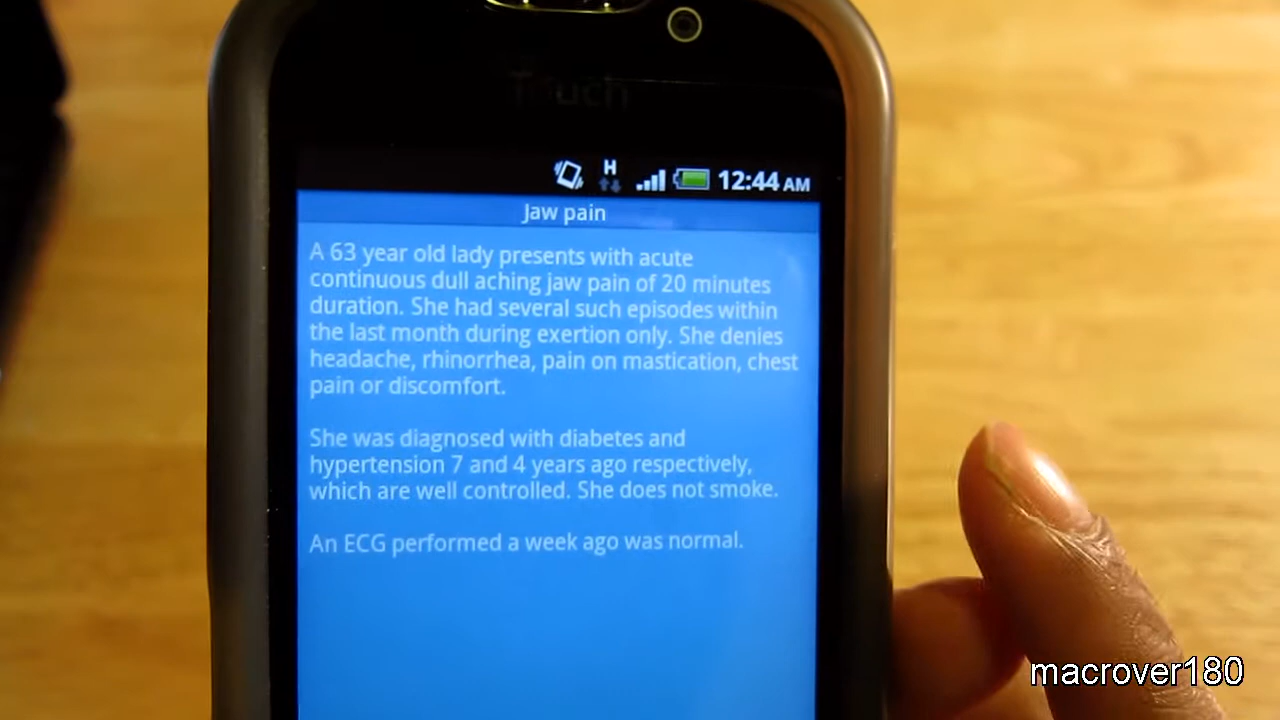 Touch
H
12:44 AM
Jaw pain
A 63 year old lady presents with acute
continuous dull aching jaw pain of 20 minutes
duration. She had several such episodes within
the last month during exertion only. She denies
headache, rhinorrhea, pain on mastication, chest
pain or discomfort.
She was diagnosed with diabetes and
hypertension 7 and 4 years ago respectively,
which are well controlled. She does not smoke.
An ECG performed a week ago was normal.
macrover180